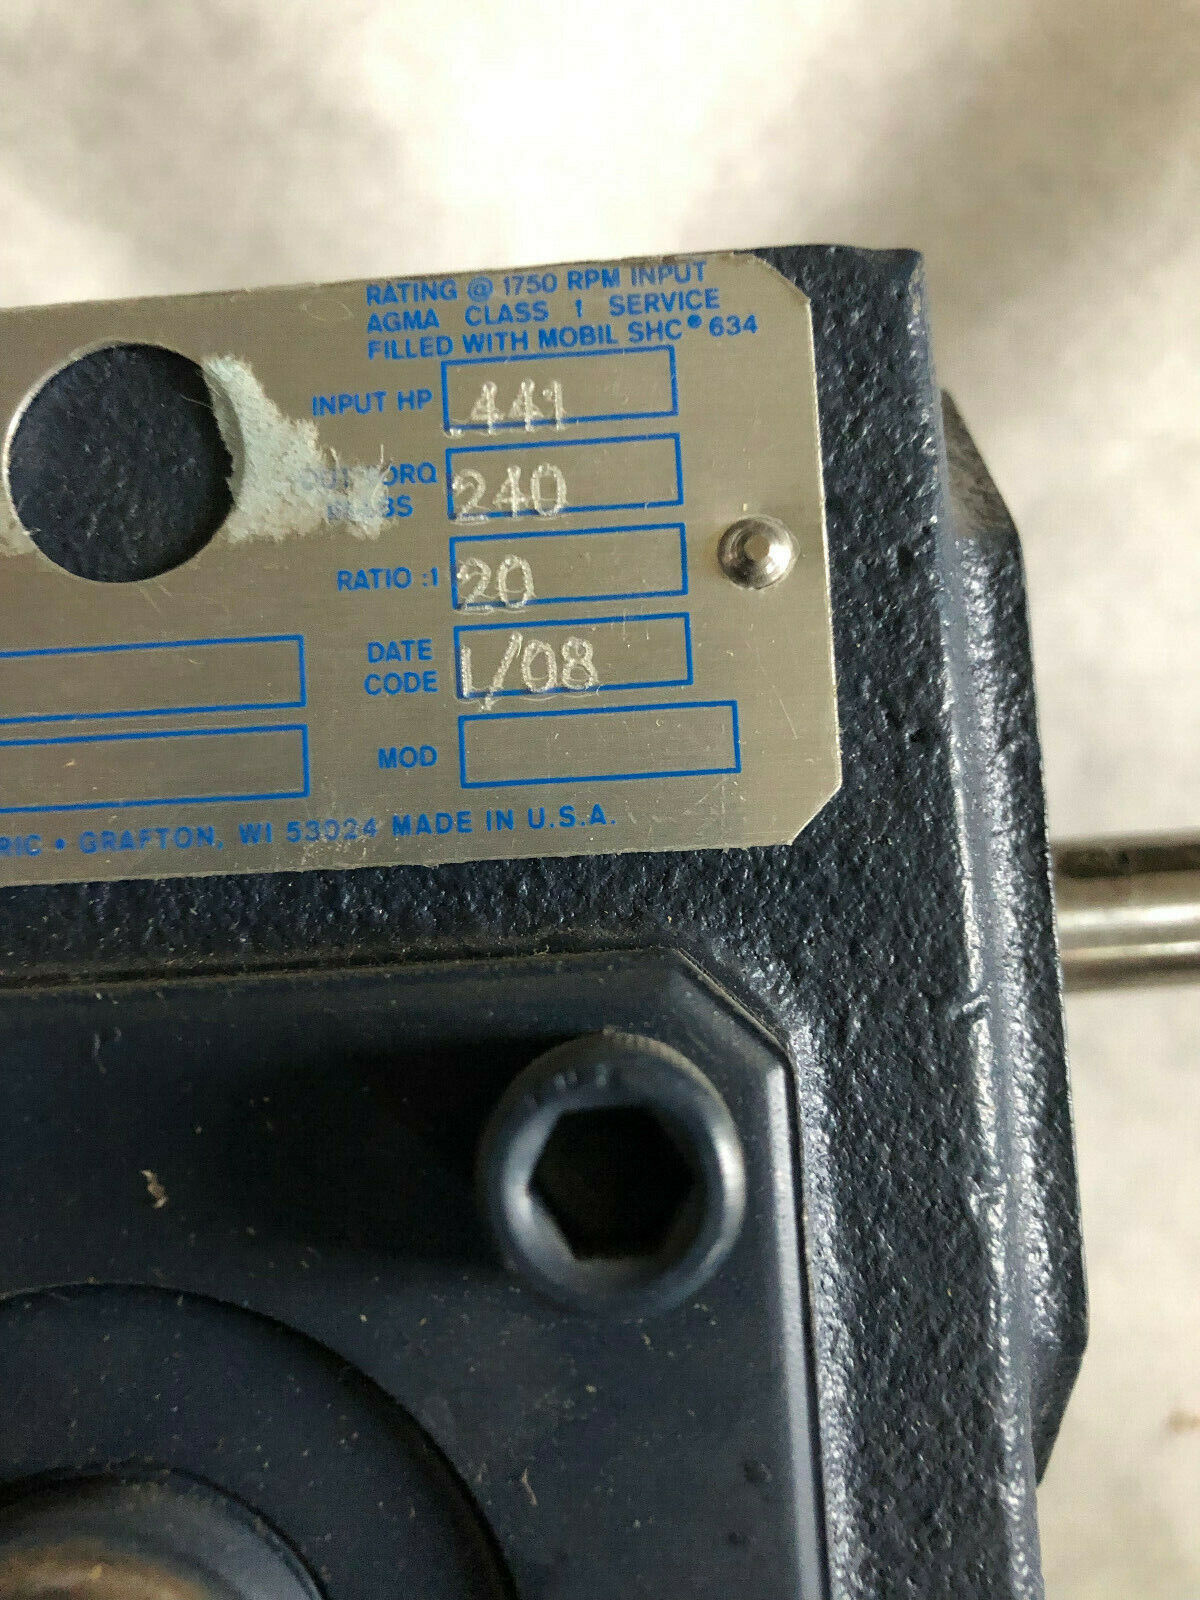 RATING @ 1750 RPM INPUT
AGMA CLASS 1 SERVICE
FILLED WITH MOBIL SHC® 634
INPUT HP .441
240
RATIO :1 20
DATE CODE L/08
MOD
RIC • GRAFTON, WI 53024 MADE IN U.S.A.